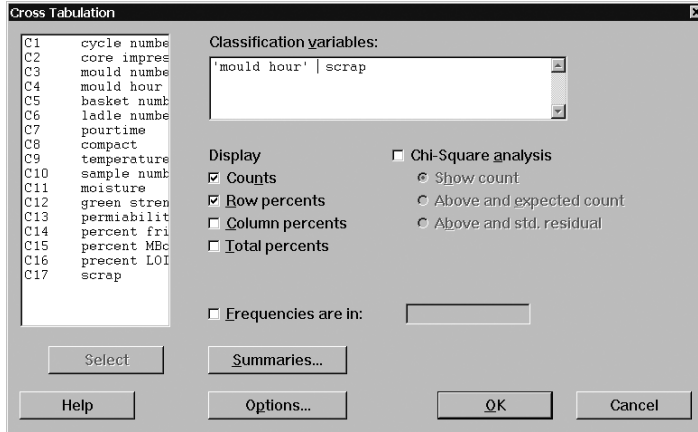 Cross Tabulation
C1 cycle numbe
C2 core impres
C3 mould numbe
C4 mould hour
C5 basket numb
C6 ladle numbe
C7 pourtime
C8 compact
C9 temperature
C10 sample numb
C11 moisture
C12 green stren
C13 permiabilit
C14 percent fri
C15 percent MBc
C16 precent LOI
C17 scrap
Select
Help
Classification variables:
'mould hour' scrap
Display
Counts
Row percents
Column percents
Total percents
Chi-Square analysis
Show count
Above and expected count
Above and std. residual
Frequencies are in:
Summaries...
Options...
OK
Cancel